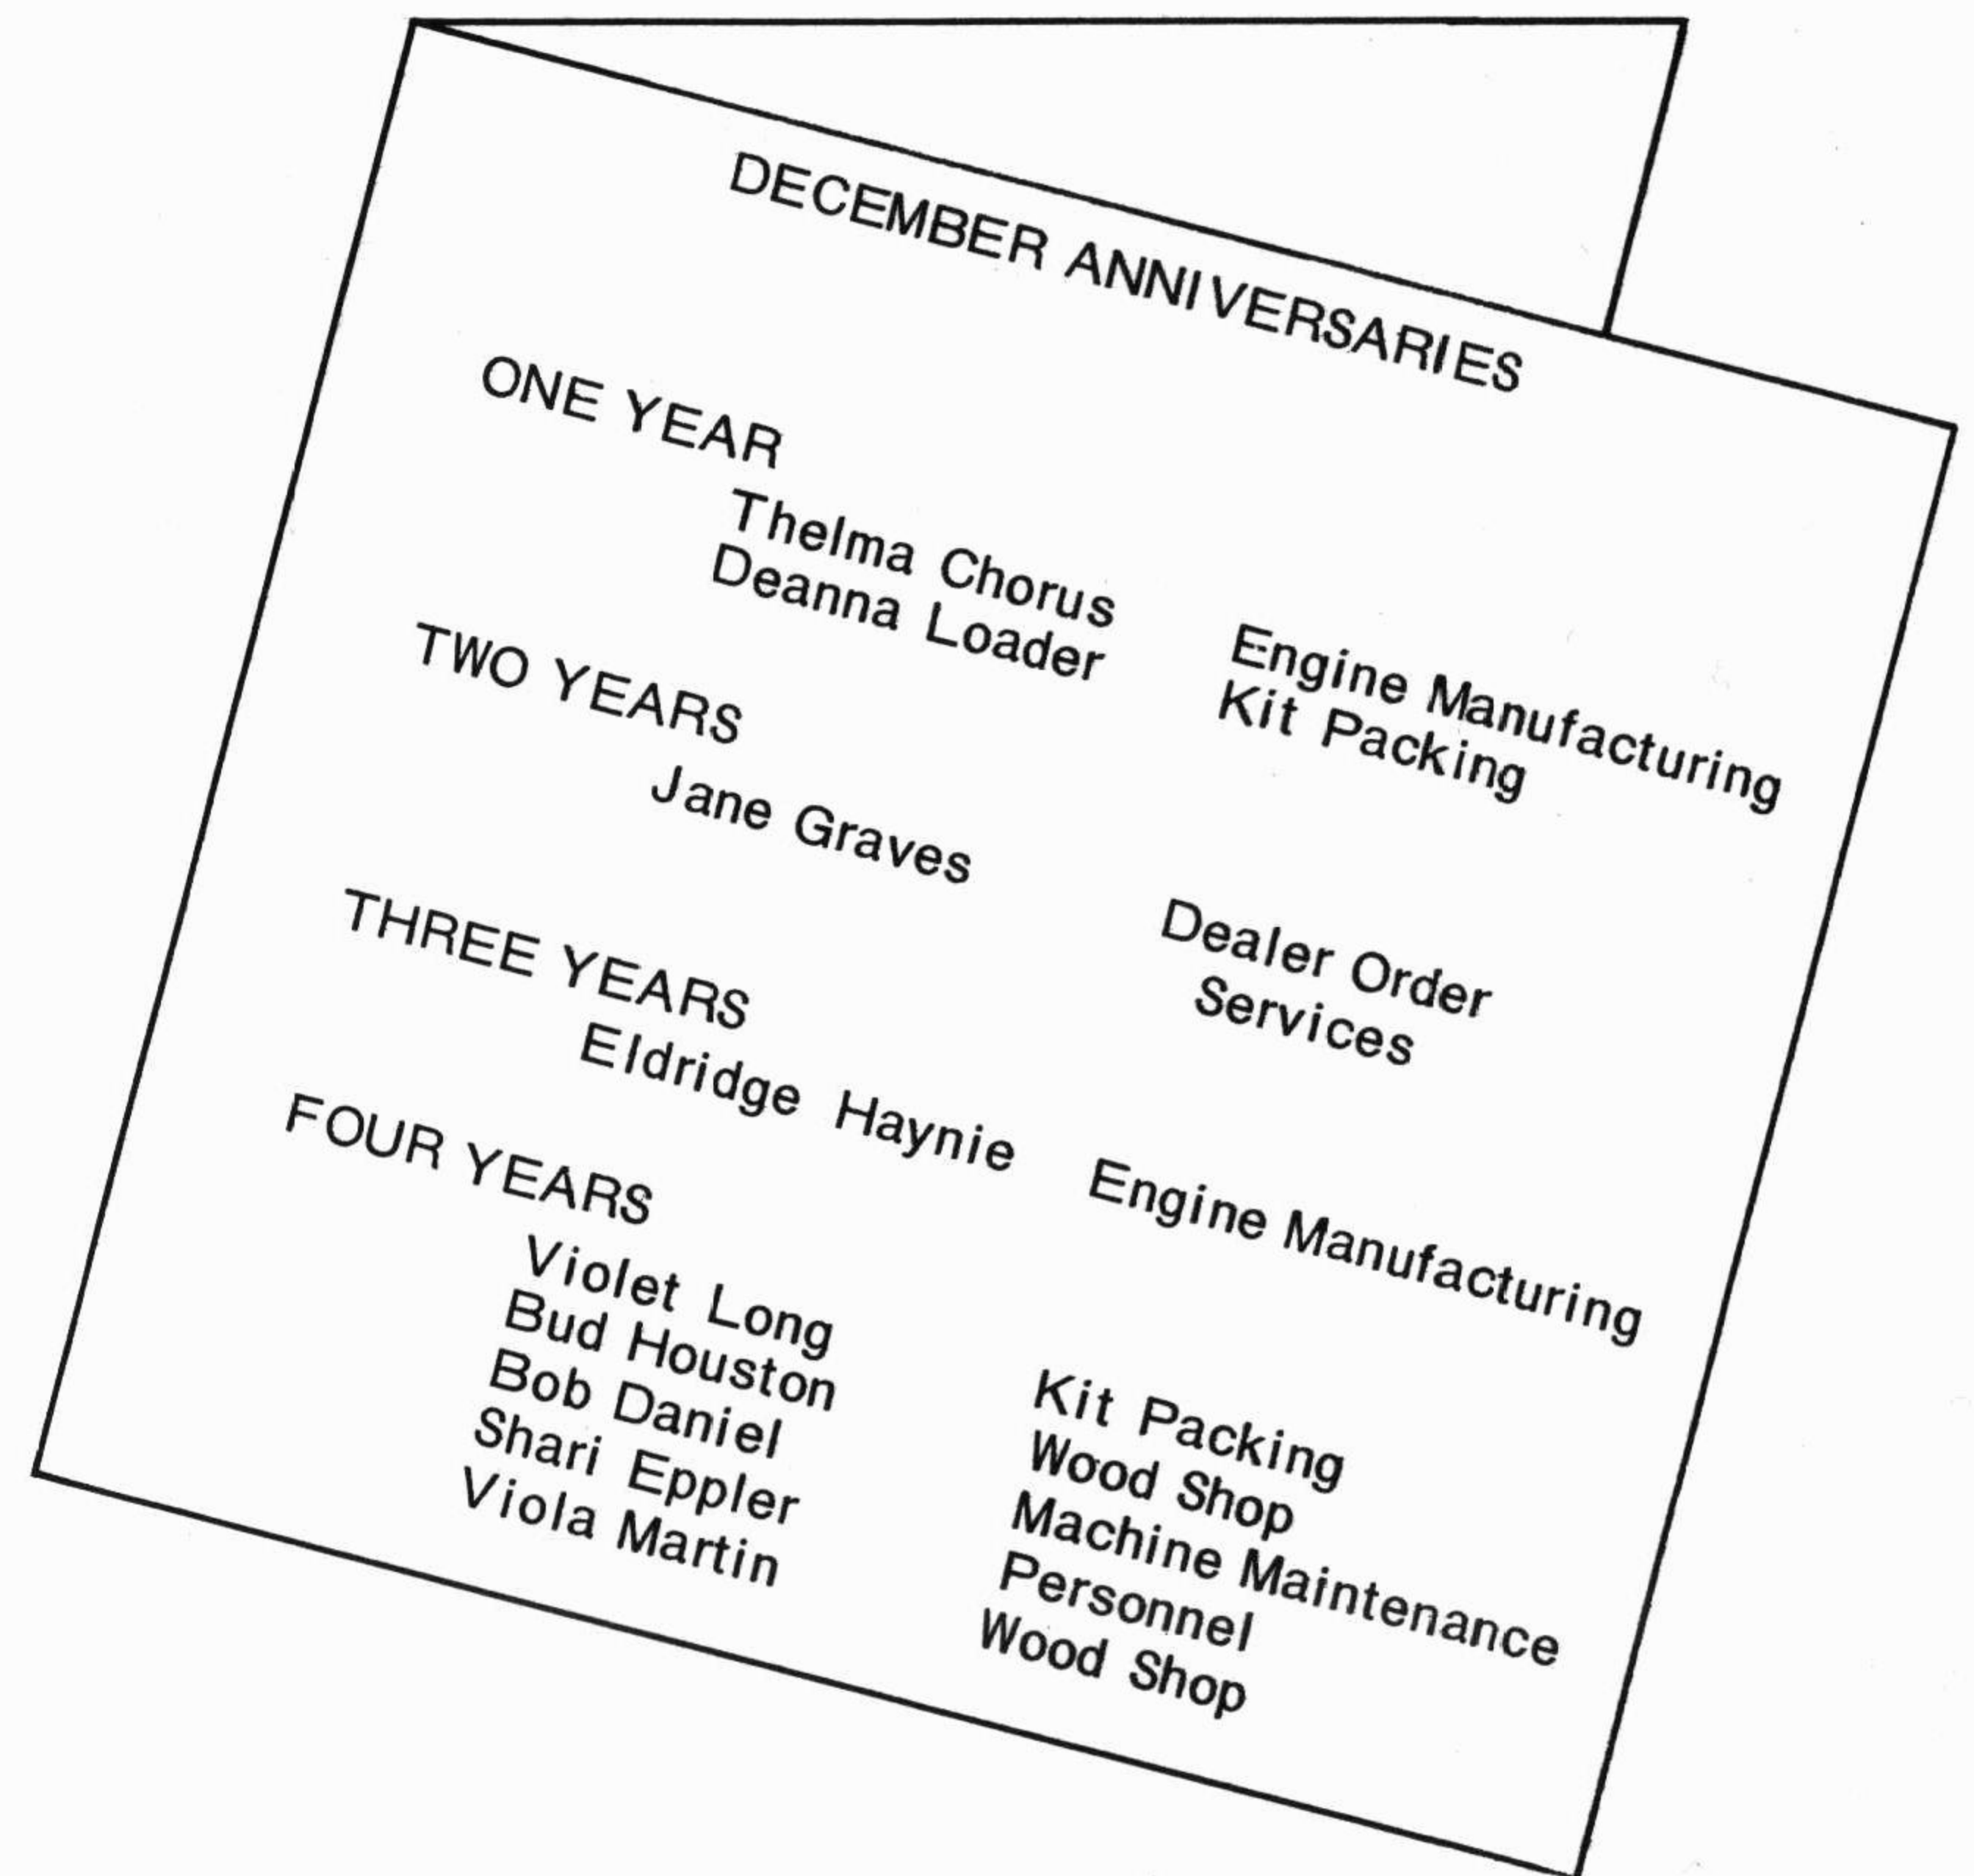 DECEMBER ANNIVERSARIES
ONE YEAR
Thelma Chorus Engine Manufacturing
Deanna Loader Kit Packing
TWO YEARS
Jane Graves Dealer Order
Services
THREE YEARS
Eldridge Haynie Engine Manufacturing
FOUR YEARS
Violet Long Kit Packing
Bud Houston Wood Shop
Bob Daniel Machine Maintenance
Shari Eppler Personnel
Viola Martin Wood Shop